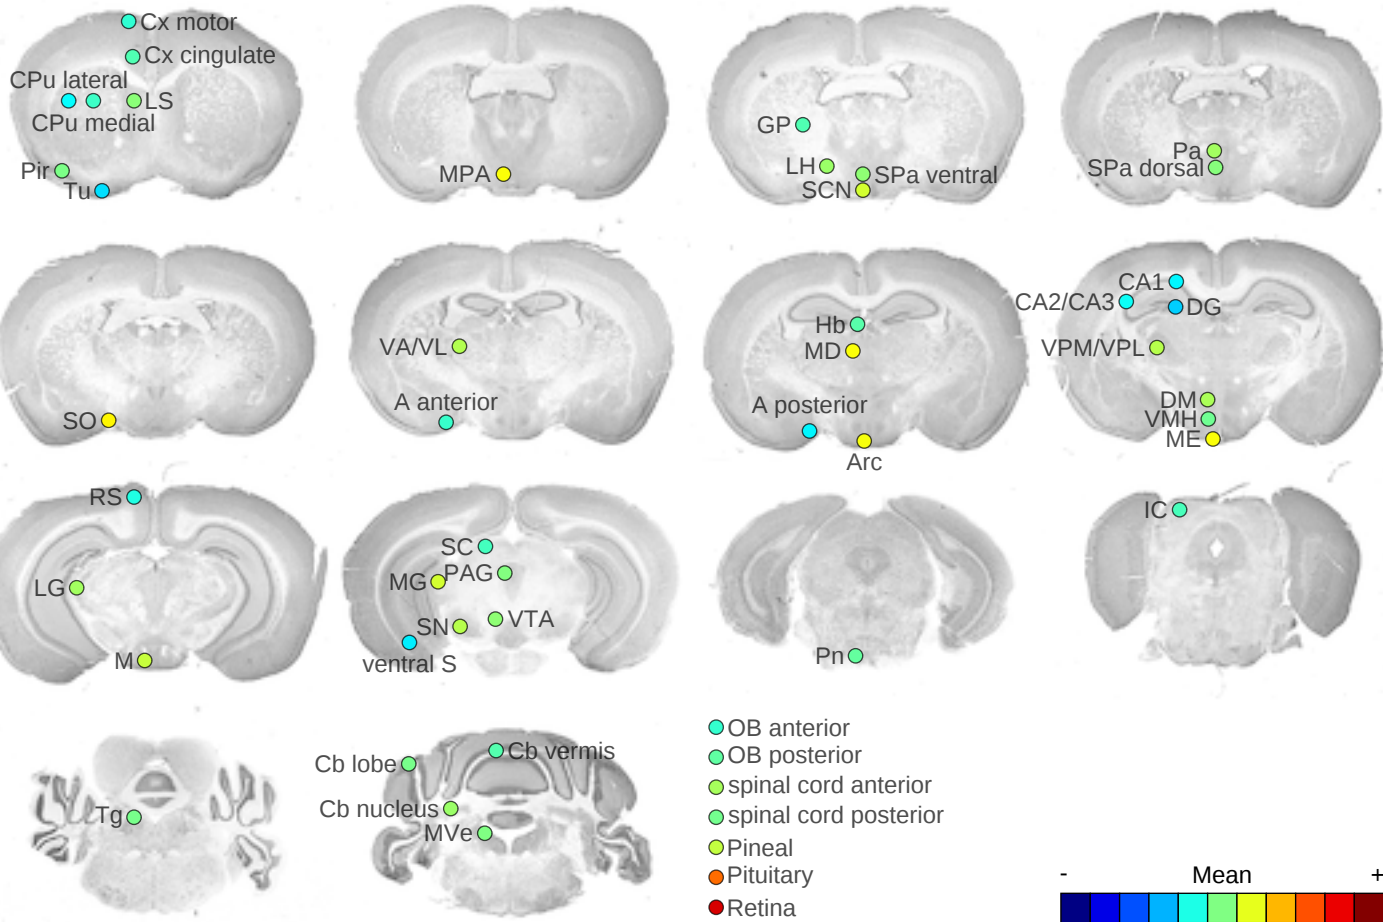 Cx motor
Cx cingulate
CPu lateral
LS
CPu medial
Pir
Tu
MPA
GP
LH
SPa ventral
SCN
Pa
SPa dorsal
SO
VA/VL
A anterior
Hb
MD
A posterior
Arc
CA1
CA2/CA3
DG
VPM/VPL
DM
VMH
ME
RS
LG
M
SC
PAG
MG
VTA
SN
ventral S
Pn
IC
Tg
Cb vermis
Cb lobe
Cb nucleus
MVe
OB anterior
OB posterior
spinal cord anterior
spinal cord posterior
Pineal
Pituitary
Retina
- Mean +